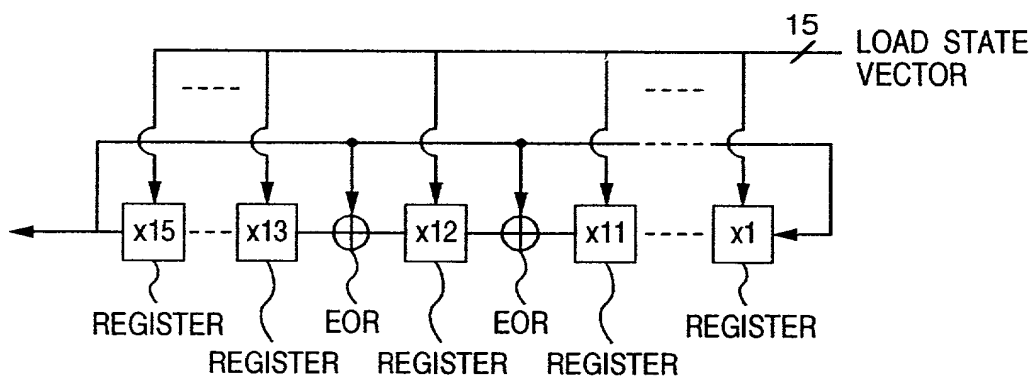 15
LOAD STATE
VECTOR
x15
x13
x12
x11
x1
REGISTER
EOR
EOR
REGISTER
REGISTER
REGISTER
REGISTER